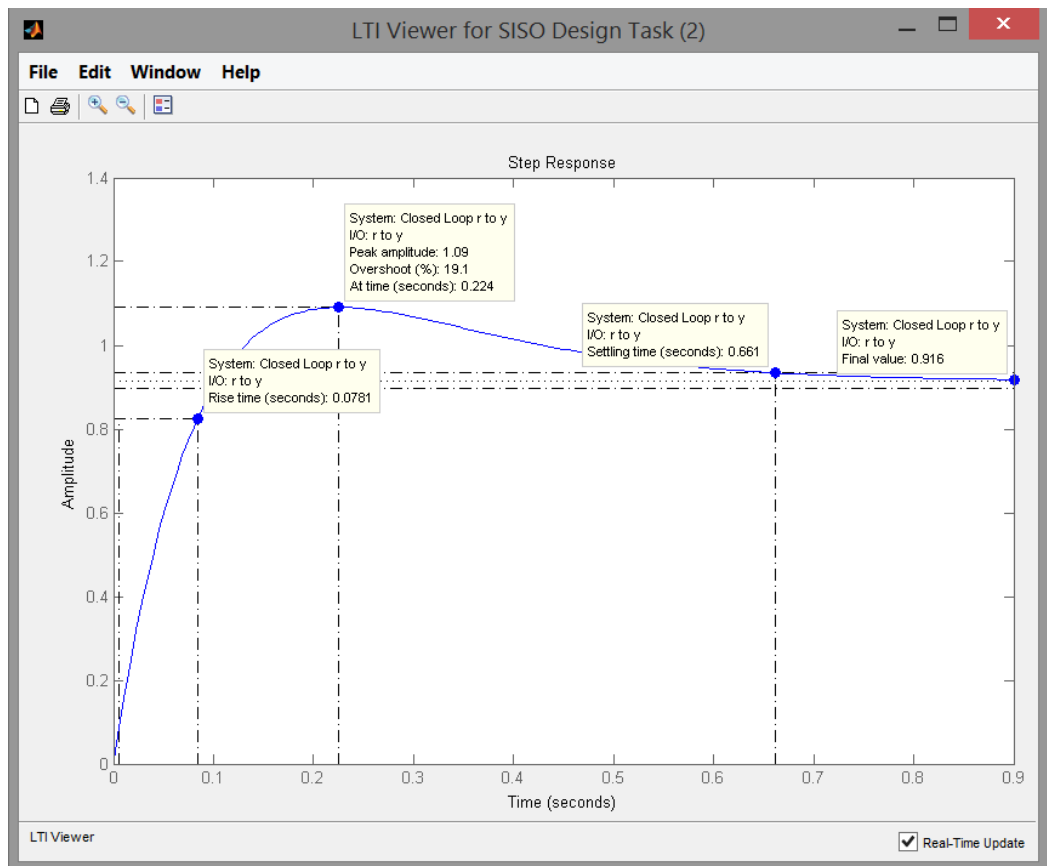 LTI Viewer for SISO Design Task (2)
File Edit Window Help
Step Response
System: Closed Loop r to y
I/O: r to y
Peak amplitude: 1.09
Overshoot (%): 19.1
At time (seconds): 0.224
System: Closed Loop r to y
I/O: r to y
Settling time (seconds): 0.661
System: Closed Loop r to y
I/O: r to y
Final value: 0.916
System: Closed Loop r to y
I/O: r to y
Rise time (seconds): 0.0781
Amplitude
1.4
1.2
1
0.8
0.6
0.4
0.2
0
0 0.1 0.2 0.3 0.4 0.5 0.6 0.7 0.8 0.9
Time (seconds)
LTI Viewer
Real-Time Update